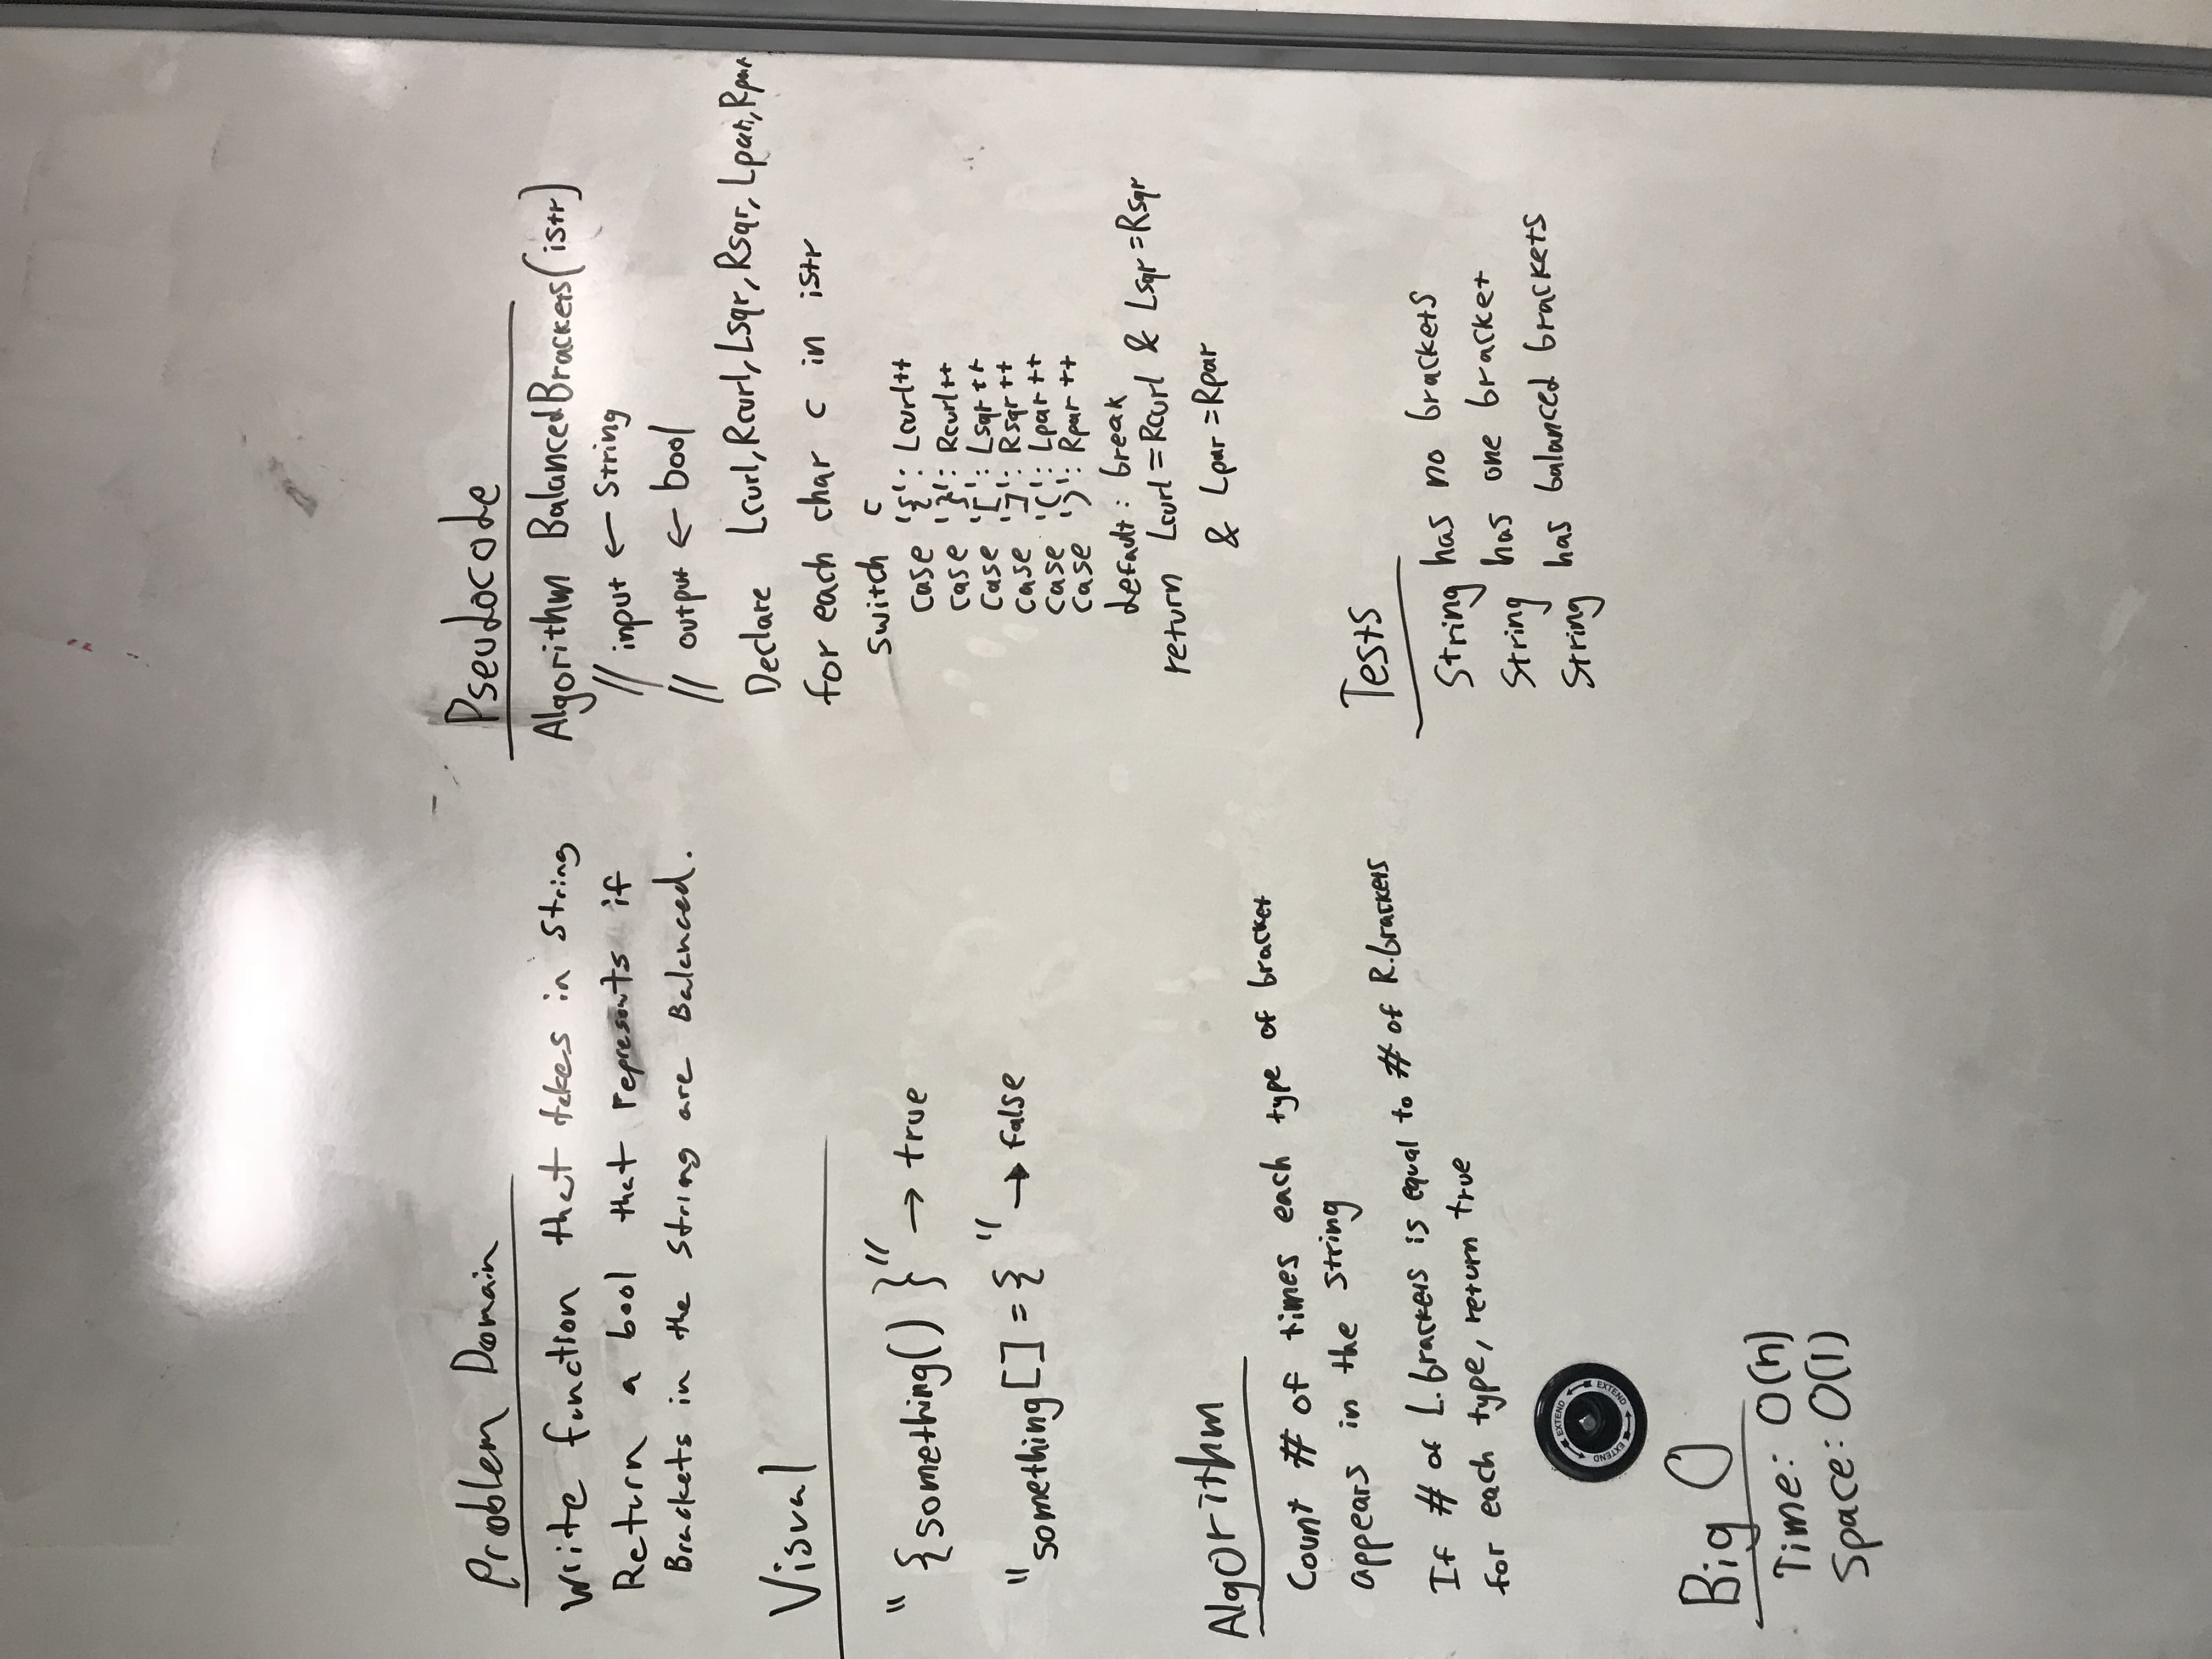 Problem Domain
Write function that takes in String
Return a bool that represents if
Brackets in the String are Balanced.
Visual
"{something()}" → true
"something[] = { " → false
Algorithm
Count # of times each type of bracket
appears in the string
If # of L. brackets is equal to # of R. brackets
for each type, return true
EXTEND EXTEND EXTEND
Big O
Time: O(n)
Space: O(1)
Pseudocode
Algorithm BalancedBrackets(istr)
// input ← String
// output ← bool
Declare Lcurl, Rcurl, Lsqr, Rsqr, Lpar, Rpar
for each char c in istr
switch c
case '{': Lcurl++
case '}': Rcurl++
case '[': Lsqr++
case ']': Rsqr++
case '(': Lpar++
case ')': Rpar++
default: break
return Lcurl = Rcurl & Lsqr = Rsqr
& Lpar = Rpar
Tests
String has no brackets
String has one bracket
String has balanced brackets